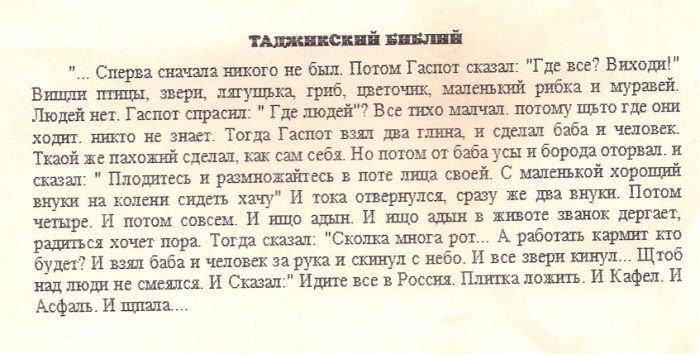 ТАДЖИКСКИЙ БИБЛИЙ
"... Сперва сначала никого не был. Потом Гаспот сказал: "Где все? Виходи!"
Вищли птицы, звери, лягущька, гриб, цветочик, маленький рибка и муравей.
Людей нет. Гаспот спрасил: " Где людей"? Все тихо малчал. потому щьто где они
ходит. никто не знает. Тогда Гаспот взял два глина, и сделал баба и человек.
Ткаой же пахожий сделал, как сам себя. Но потом от баба усы и борода оторвал. и
сказал: " Плодитесь и размножайтесь в поте лица своей. С маленькой хороший
внуки на колени сидеть хачу" И тока отвернулся, сразу же два внуки. Потом
четыре. И потом совсем. И ищо адын. И ищо адын в животе званок дергает,
радиться хочет пора. Тогда сказал: "Сколка многа рот... А работать кармит кто
будет? И взял баба и человек за рука и скинул с небо. И все звери кинул... Щтоб
над люди не смеялся. И Сказал:" Идите все в Россия. Плитка ложить. И Кафел. И
Асфаль. И щпала....